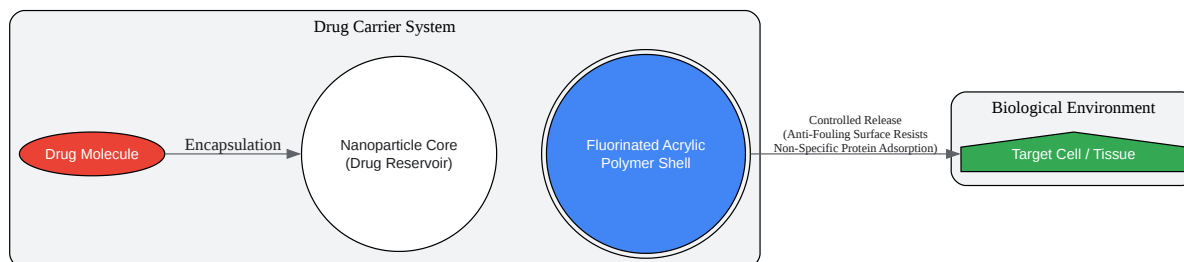 Drug Carrier System
Drug Molecule
Encapsulation
Nanoparticle Core
(Drug Reservoir)
Fluorinated Acrylic
Polymer Shell
Controlled Release
(Anti-Fouling Surface Resists
Non-Specific Protein Adsorption)
Biological Environment
Target Cell / Tissue